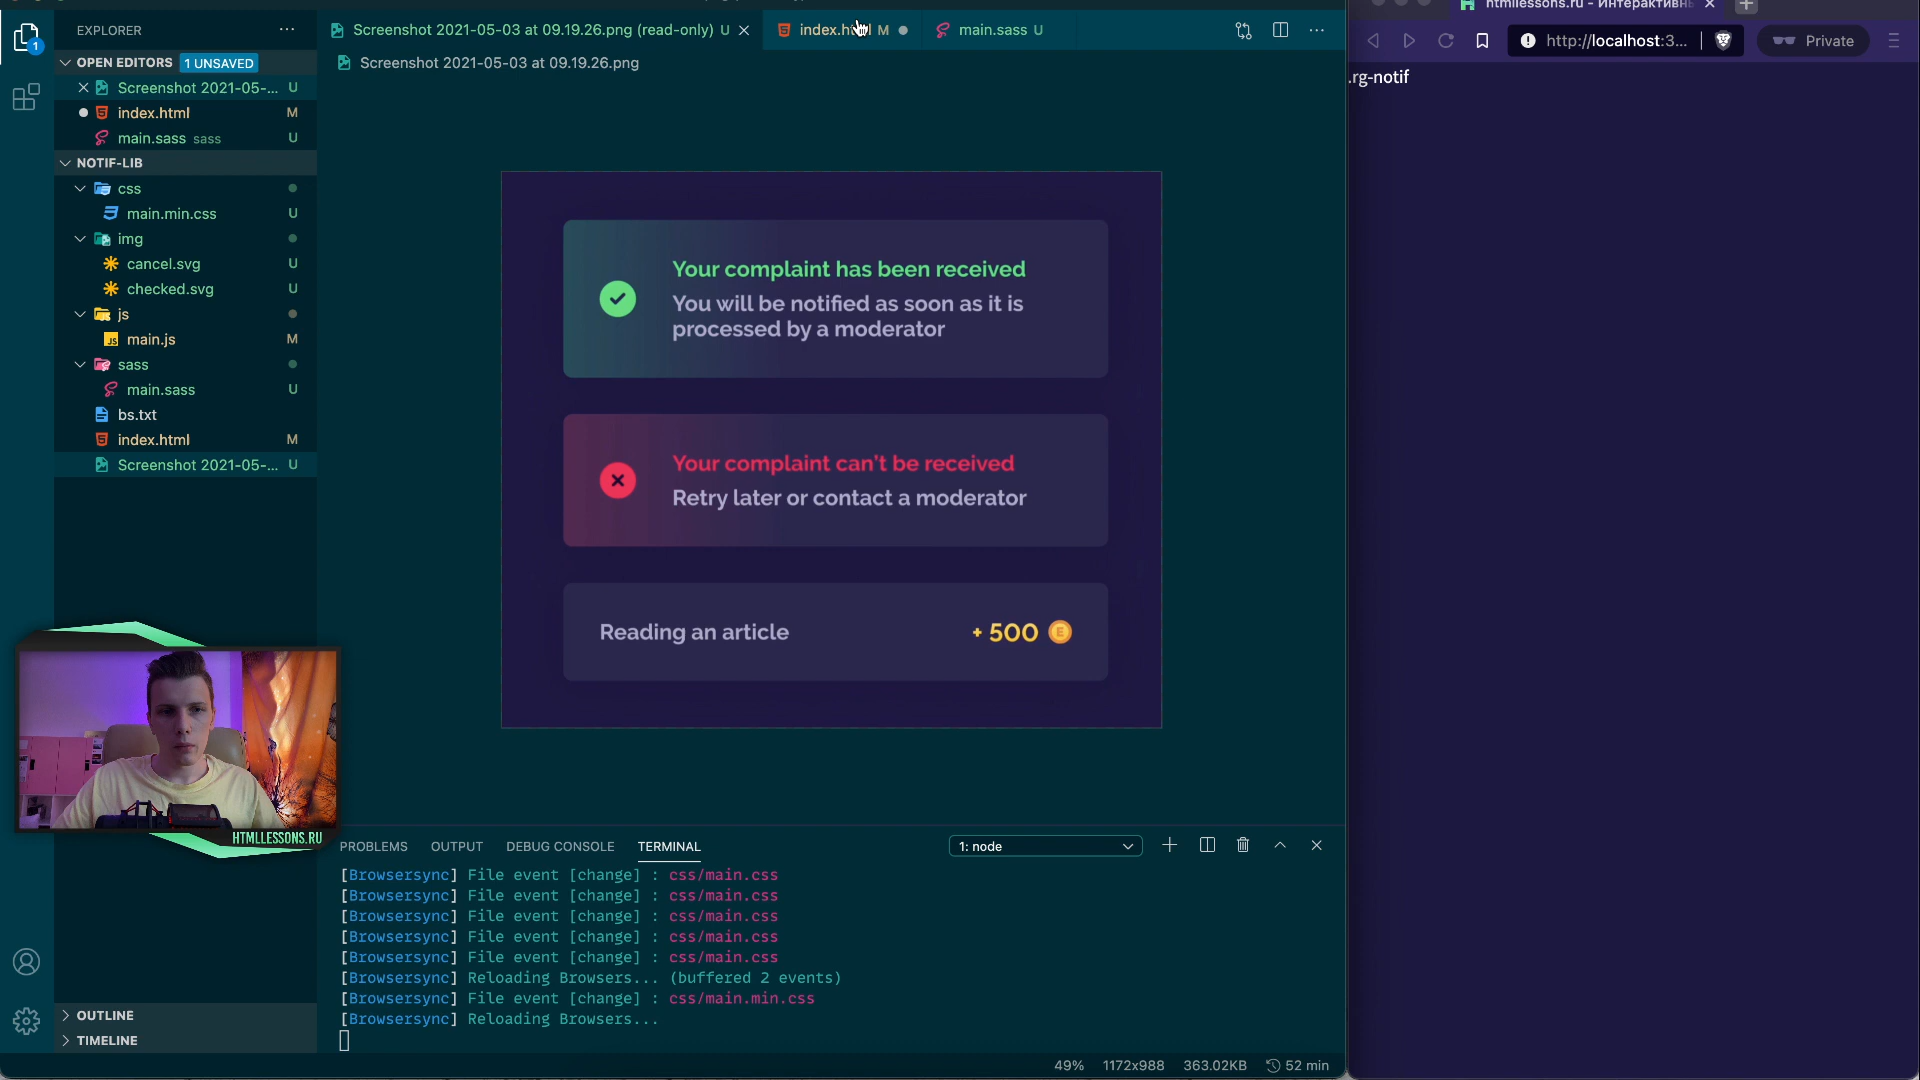 EXPLORER
Screenshot 2021-05-03 at 09.19.26.png (read-only) U
index.html M
main.sass U
htmllessons.ru - Интерактивнь
http://localhost:3...
Private
OPEN EDITORS 1 UNSAVED
Screenshot 2021-05-03 at 09.19.26.png
.rg-notif
Screenshot 2021-05-... U
index.html M
main.sass sass U
NOTIF-LIB
css
main.min.css U
img
cancel.svg U
checked.svg U
js
main.js M
sass
main.sass U
bs.txt
index.html M
Screenshot 2021-05-... U
Your complaint has been received
You will be notified as soon as it is
processed by a moderator
Your complaint can't be received
Retry later or contact a moderator
Reading an article
+ 500 E
HTMLLESSONS.RU
PROBLEMS OUTPUT DEBUG CONSOLE TERMINAL
1: node
[Browsersync] File event [change] : css/main.css
[Browsersync] File event [change] : css/main.css
[Browsersync] File event [change] : css/main.css
[Browsersync] File event [change] : css/main.css
[Browsersync] File event [change] : css/main.css
[Browsersync] Reloading Browsers... (buffered 2 events)
[Browsersync] File event [change] : css/main.min.css
[Browsersync] Reloading Browsers...
OUTLINE
TIMELINE
49% 1172x988 363.02KB 52 min